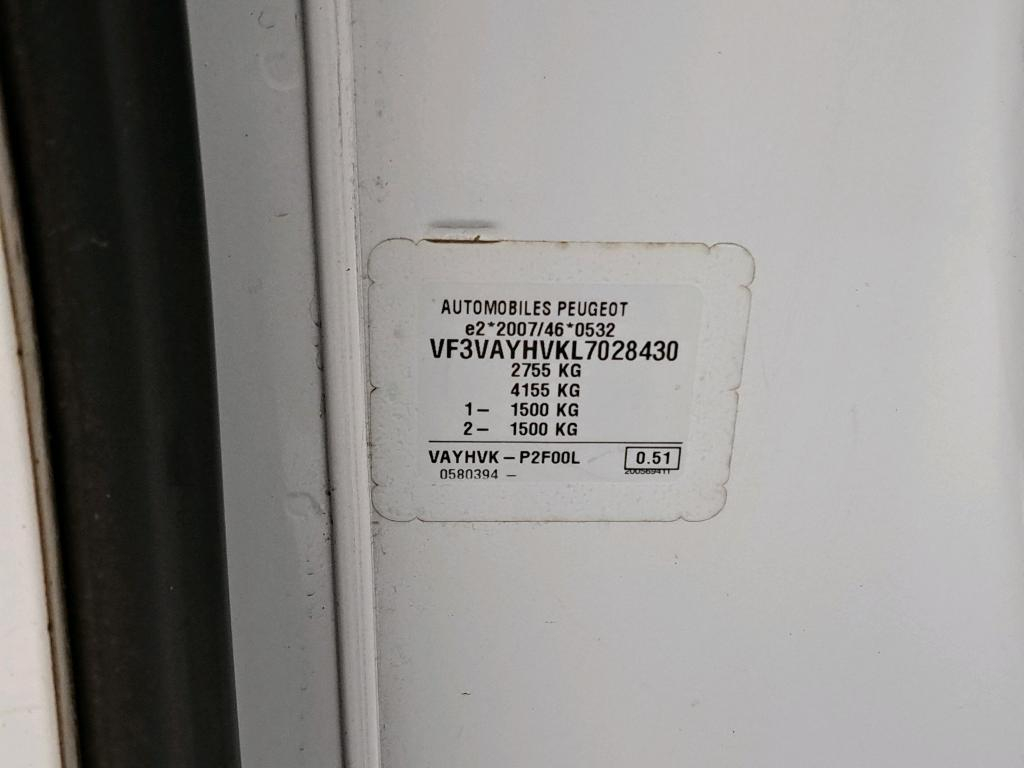 AUTOMOBILES PEUGEOT
e2*2007/46*0532
VF3VAYHVKL7028430
2755 KG
4155 KG
1– 1500 KG
2– 1500 KG
VAYHVK – P2F00L 0.51
0580394 – 200569411